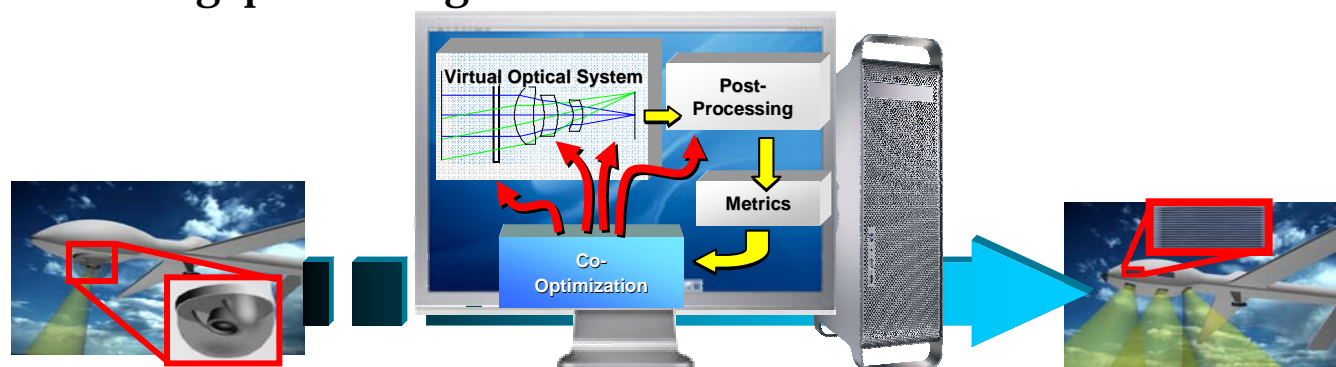 Virtual Optical System
Post-
Processing
Metrics
Co-
Optimization